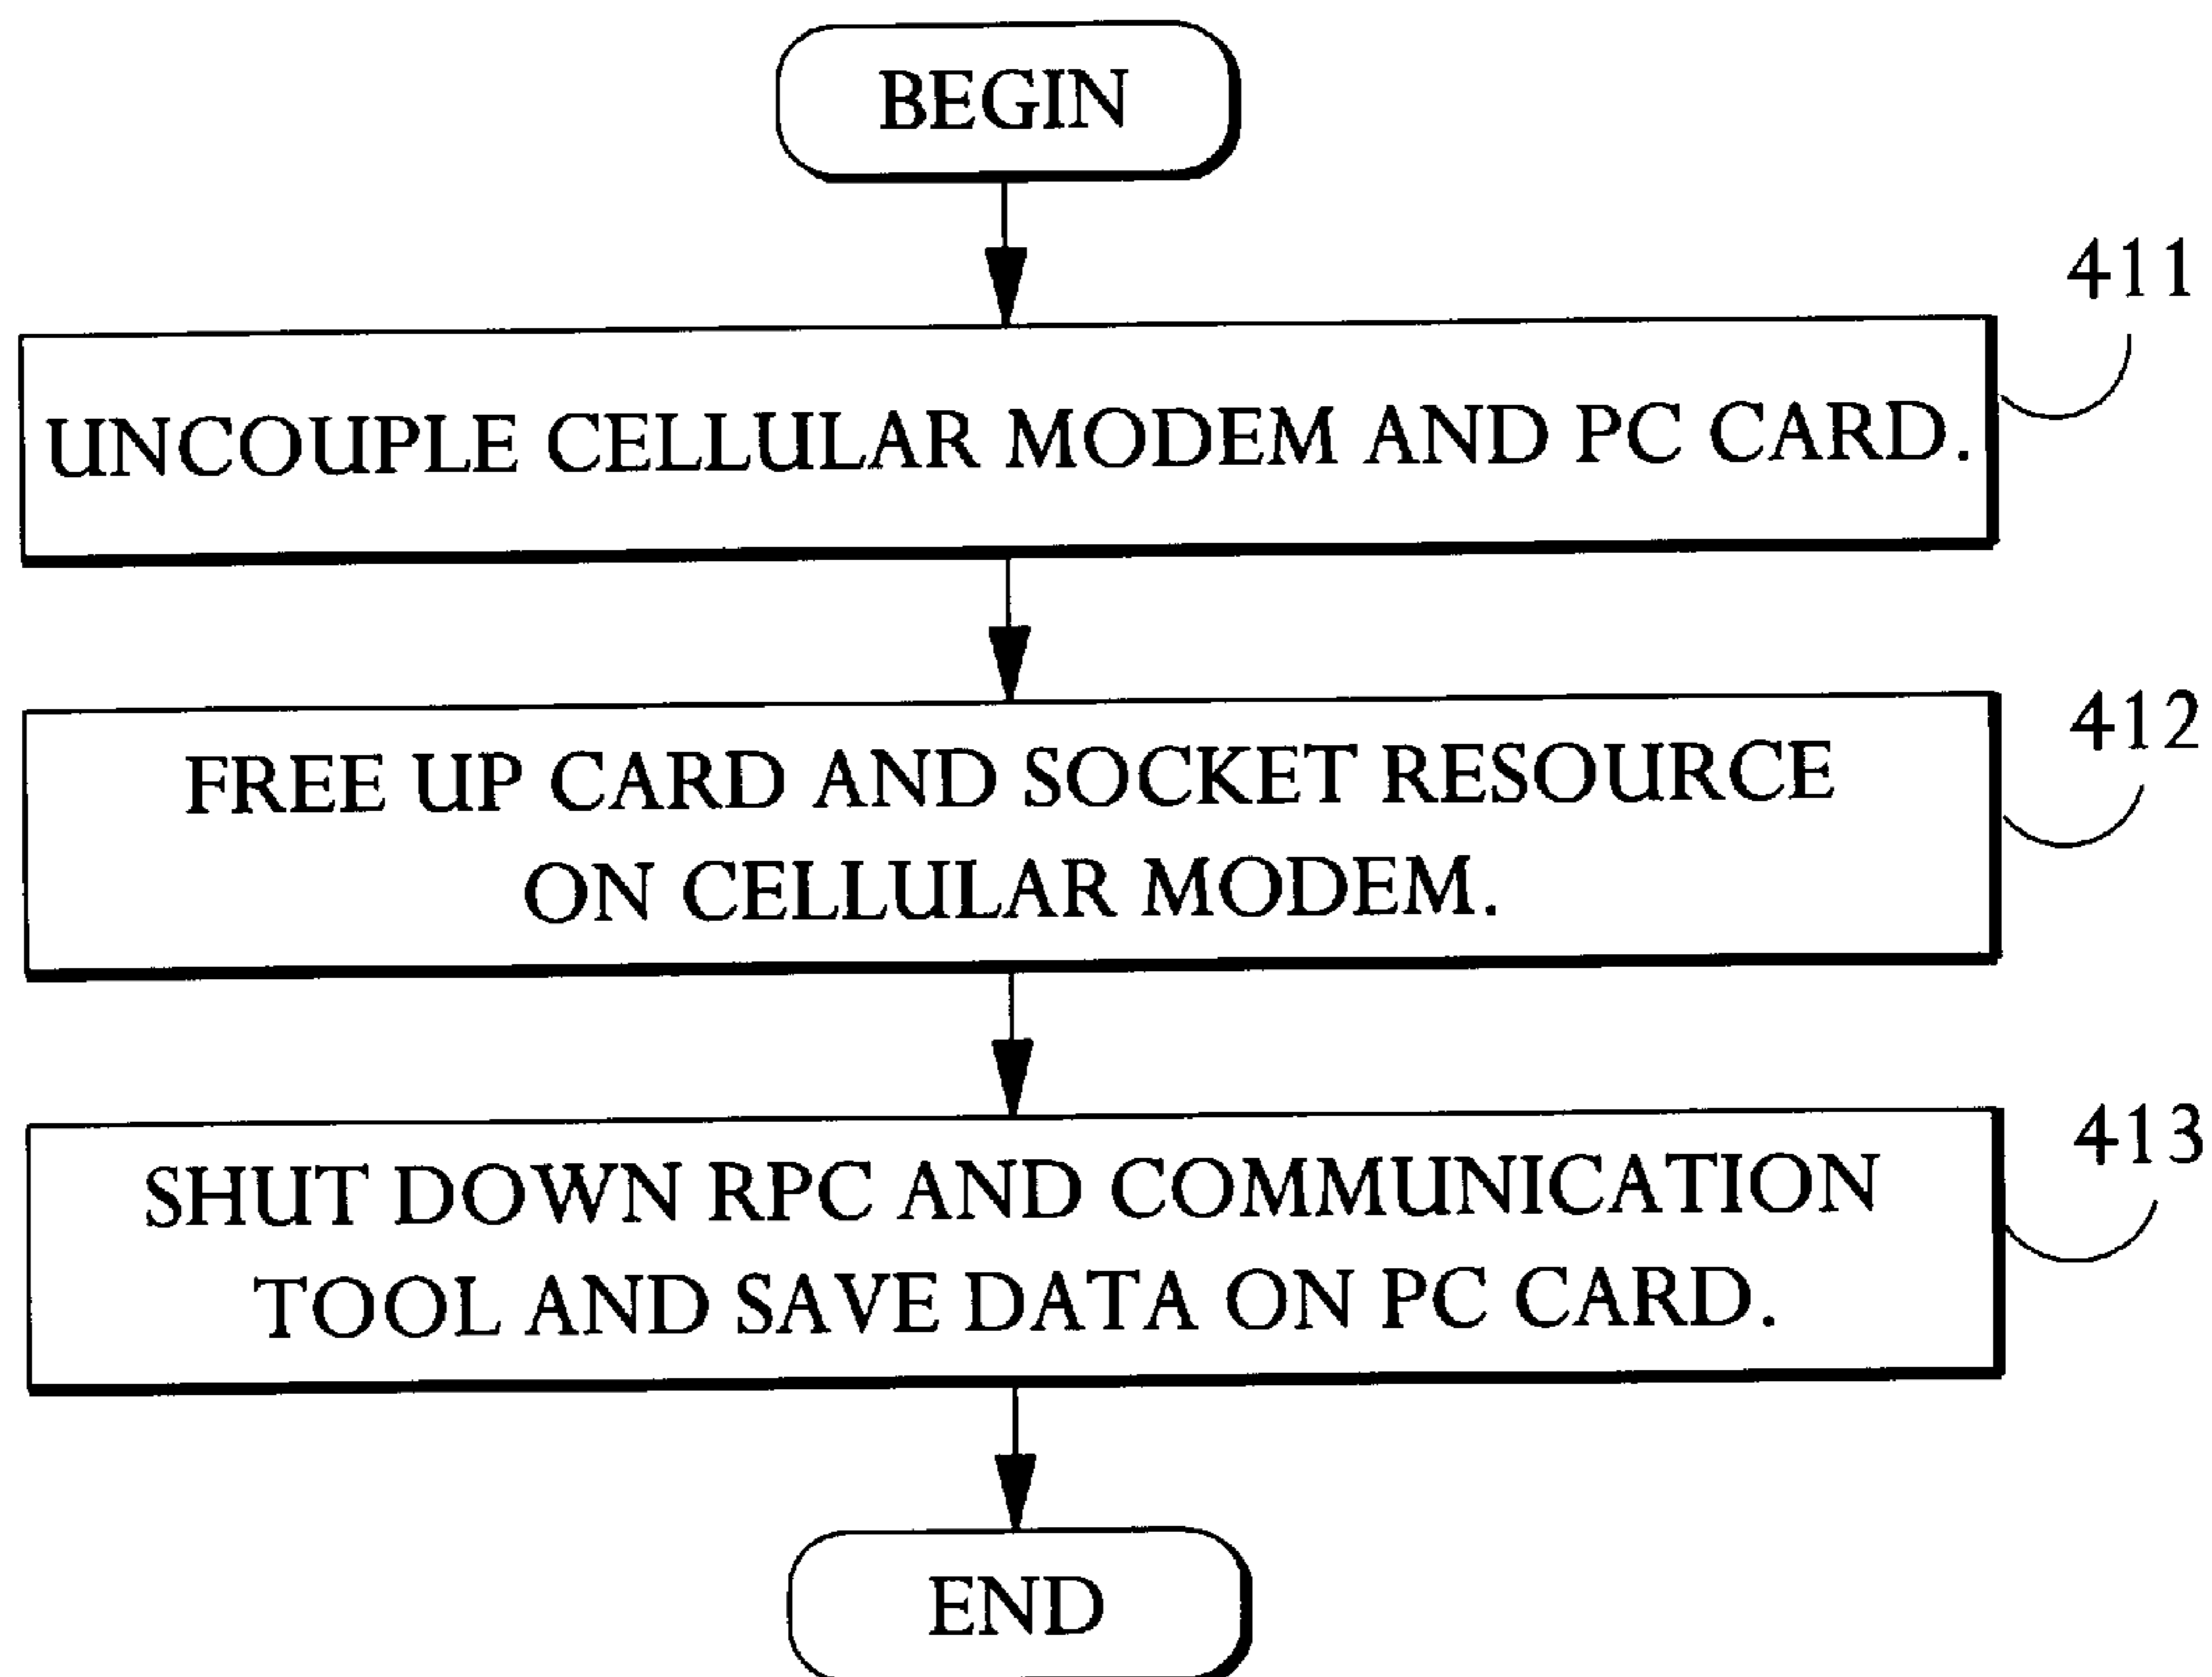 BEGIN
411
UNCOUPLE CELLULAR MODEM AND PC CARD.
412
FREE UP CARD AND SOCKET RESOURCE
ON CELLULAR MODEM.
413
SHUT DOWN RPC AND COMMUNICATION
TOOL AND SAVE DATA ON PC CARD.
END